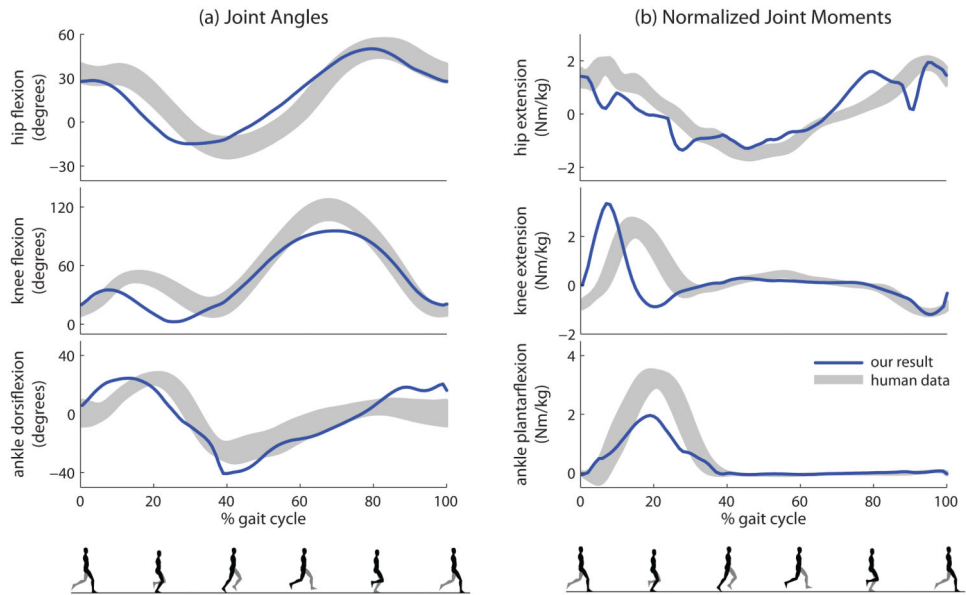 (a) Joint Angles
hip flexion
(degrees)
60
30
0
−30
knee flexion
(degrees)
120
60
0
ankle dorsiflexion
(degrees)
40
0
−40
0 20 40 60 80 100
% gait cycle
(b) Normalized Joint Moments
hip extension
(Nm/kg)
2
0
−2
knee extension
(Nm/kg)
2
0
−2
ankle plantarflexion
(Nm/kg)
4
2
0
our result
human data
0 20 40 60 80 100
% gait cycle